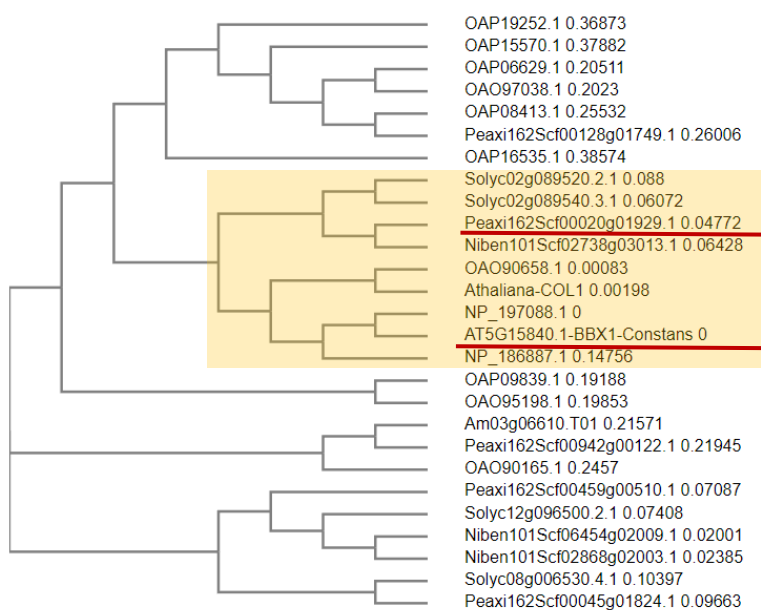 OAP19252.1 0.36873
OAP15570.1 0.37882
OAP06629.1 0.20511
OAO97038.1 0.2023
OAP08413.1 0.25532
Peaxi162Scf00128g01749.1 0.26006
OAP16535.1 0.38574
Solyc02g089520.2.1 0.088
Solyc02g089540.3.1 0.06072
Peaxi162Scf00020g01929.1 0.04772
Niben101Scf02738g03013.1 0.06428
OAO90658.1 0.00083
Athaliana-COL1 0.00198
NP_197088.1 0
AT5G15840.1-BBX1-Constans 0
NP_186887.1 0.14756
OAP09839.1 0.19188
OAO95198.1 0.19853
Am03g06610.T01 0.21571
Peaxi162Scf00942g00122.1 0.21945
OAO90165.1 0.2457
Peaxi162Scf00459g00510.1 0.07087
Solyc12g096500.2.1 0.07408
Niben101Scf06454g02009.1 0.02001
Niben101Scf02868g02003.1 0.02385
Solyc08g006530.4.1 0.10397
Peaxi162Scf00045g01824.1 0.09663